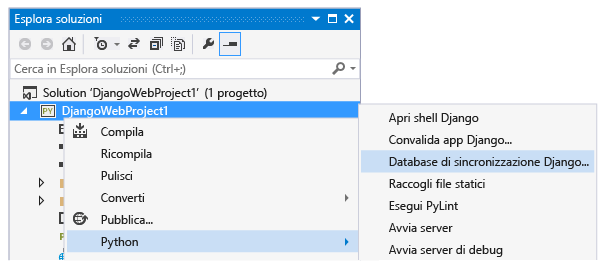 Esplora soluzioni
Cerca in Esplora soluzioni (Ctrl+;)
Solution 'DjangoWebProject1' (1 progetto)
PY DjangoWebProject1
Compila
Ricompila
Pulisci
Converti
Pubblica...
Python
Apri shell Django
Convalida app Django...
Database di sincronizzazione Django...
Raccogli file statici
Esegui PyLint
Avvia server
Avvia server di debug